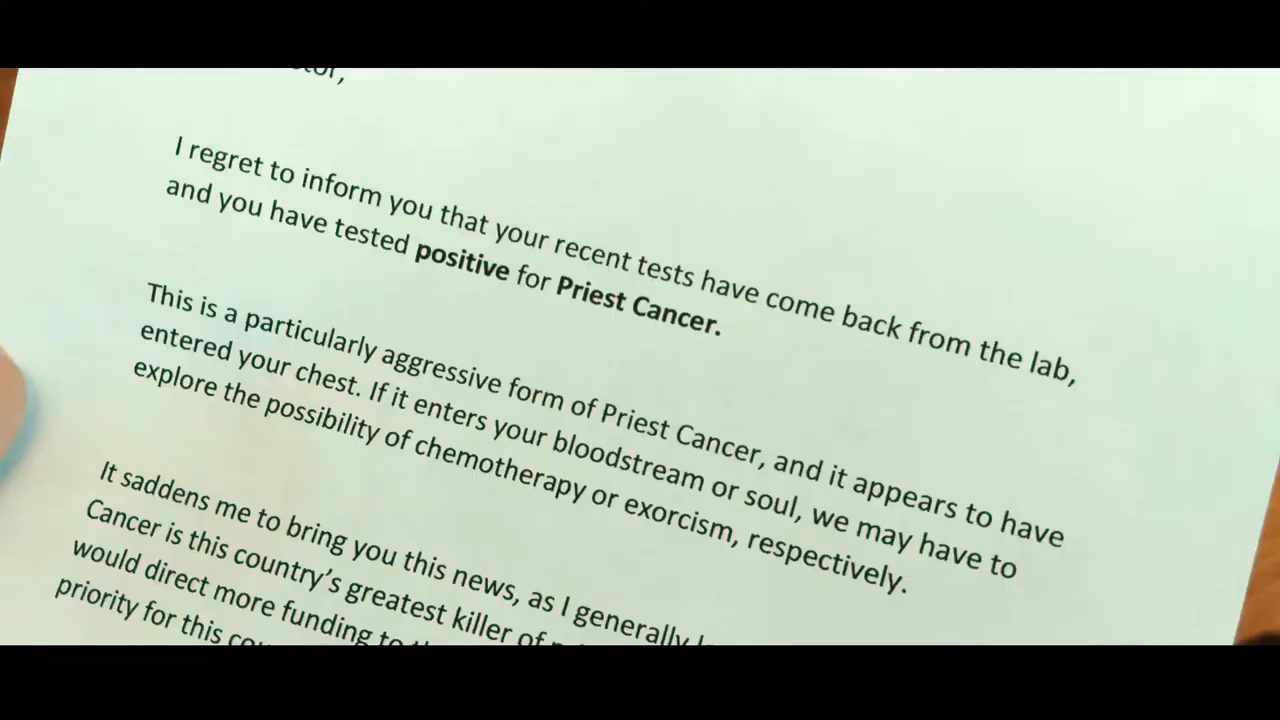 I regret to inform you that your recent tests have come back from the lab,
and you have tested positive for Priest Cancer.
This is a particularly aggressive form of Priest Cancer, and it appears to have
entered your chest. If it enters your bloodstream or soul, we may have to
explore the possibility of chemotherapy or exorcism, respectively.
It saddens me to bring you this news, as I generally
Cancer is this country's greatest killer of
would direct more funding to
priority for this